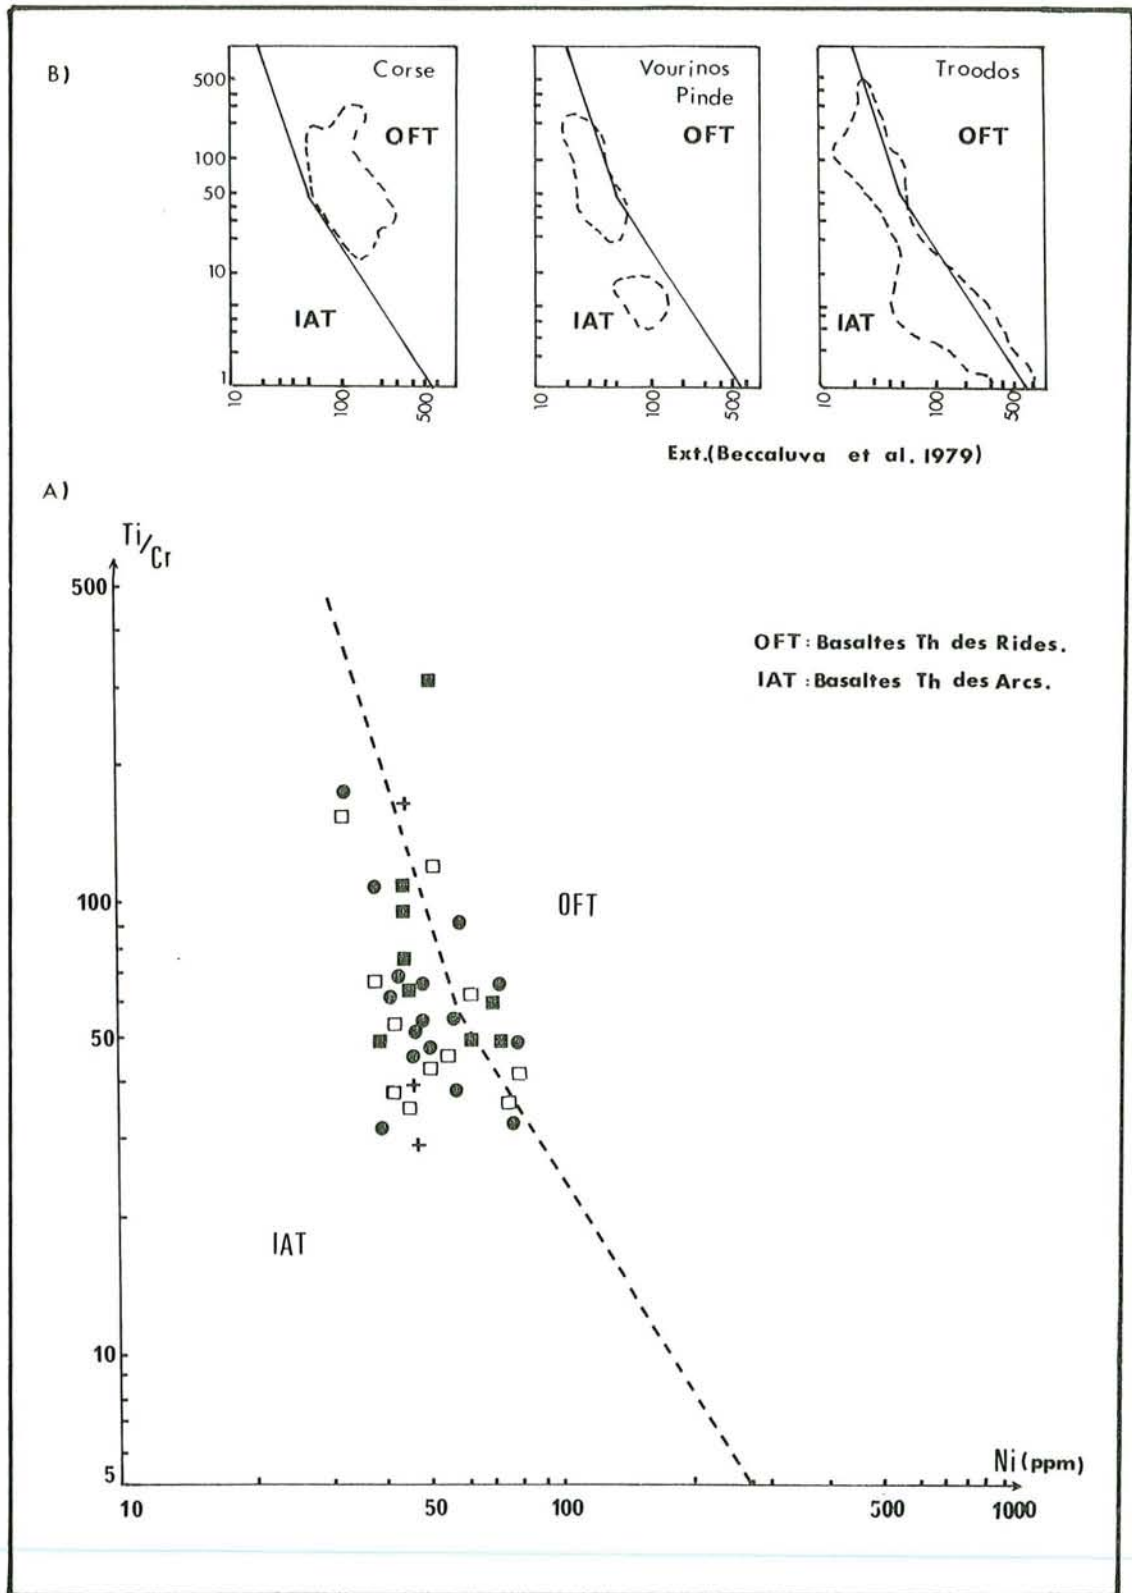 B)
Corse
500
100
50
10
1
OFT
IAT
10
100
500
Vourinos
Pinde
OFT
IAT
10
100
500
Troodos
OFT
IAT
10
100
500
Ext.(Beccaluva et al. 1979)
A)
Ti/Cr
500
100
50
10
5
OFT : Basaltes Th des Rides.
IAT : Basaltes Th des Arcs.
OFT
IAT
Ni (ppm)
10
50
100
500
1000